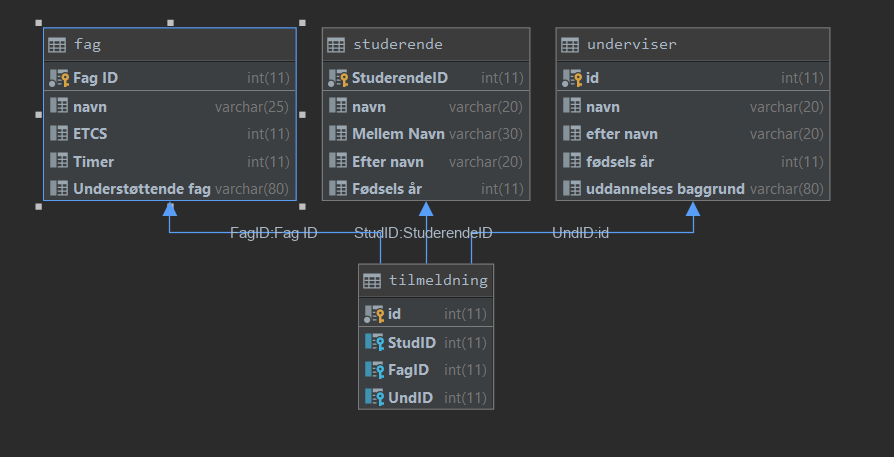 fag
Fag ID int(11)
navn varchar(25)
ETCS int(11)
Timer int(11)
Understøttende fag varchar(80)
studerende
StuderendeID int(11)
navn varchar(20)
Mellem Navn varchar(30)
Efter navn varchar(20)
Fødsels år int(11)
underviser
id int(11)
navn varchar(20)
efter navn varchar(20)
fødsels år int(11)
uddannelses baggrund varchar(80)
FagID:Fag ID
StudID:StuderendeID
UndID:id
tilmeldning
id int(11)
StudID int(11)
FagID int(11)
UndID int(11)